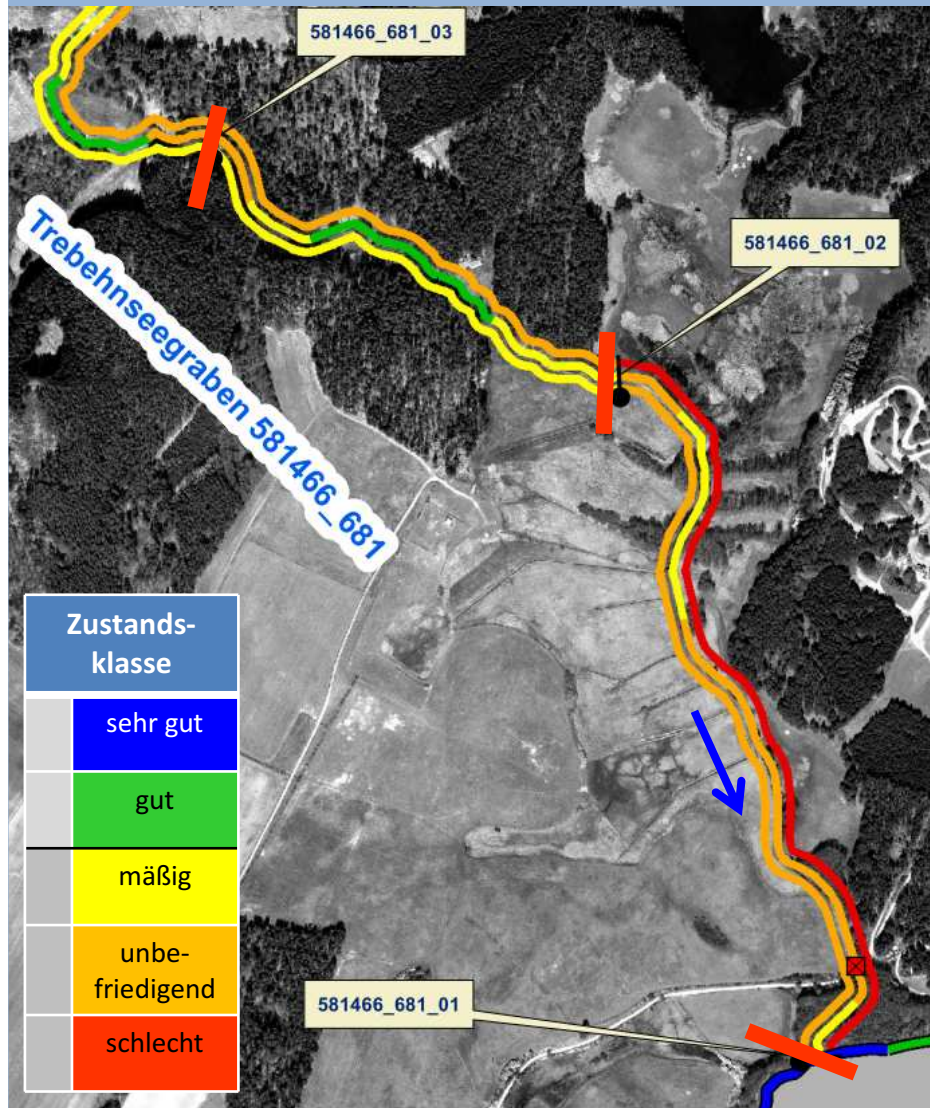 581466_681_03
581466_681_02
Trebehnseegraben 581466_681
Zustands-
klasse
sehr gut
gut
mäßig
unbe-
friedigend
schlecht
581466_681_01